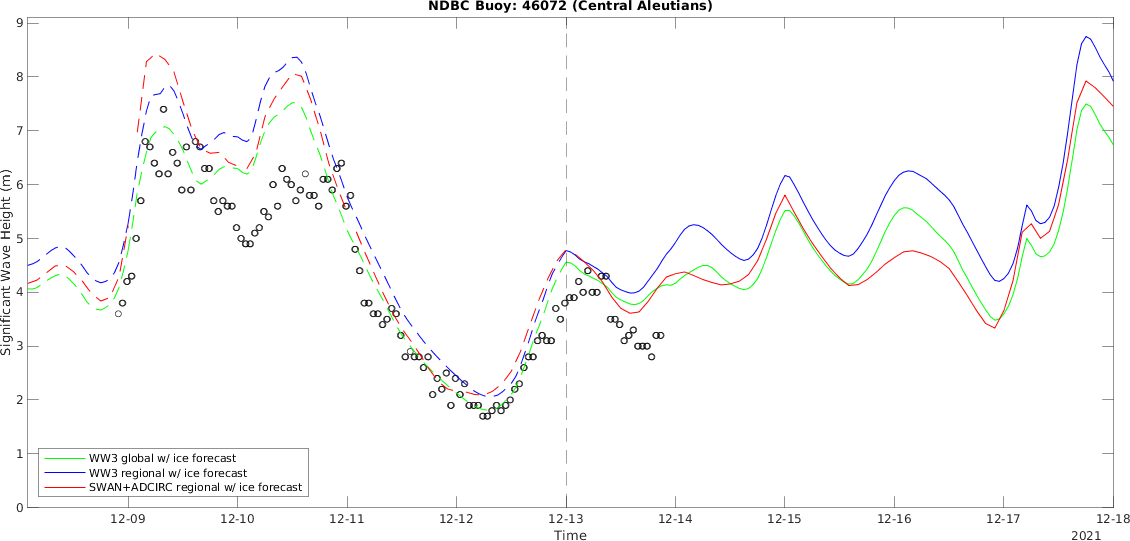 NDBC Buoy: 46072 (Central Aleutians)
Significant Wave Height (m)
9
8
7
6
5
4
3
2
1
0
WW3 global w/ ice forecast
WW3 regional w/ ice forecast
SWAN+ADCIRC regional w/ ice forecast
12-09 12-10 12-11 12-12 12-13 12-14 12-15 12-16 12-17 12-18
Time
2021